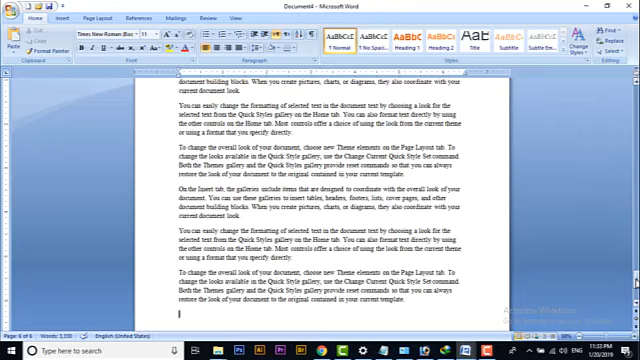 Document4 - Microsoft Word
Home Insert Page Layout References Mailings Review View
Cut
Copy
Format Painter
Paste
Clipboard
Times New Roman (Bod 11
Font
Paragraph
AaBbCcI AaBbCcI AaBbC AaBbCc AaB AaBbCc AaBbCcI
¶ Normal ¶ No Spaci... Heading 1 Heading 2 Title Subtitle Subtle Em...
Change
Styles
Styles
Find
Replace
Select
Editing
document building blocks. When you create pictures, charts, or diagrams, they also coordinate with your
current document look.
You can easily change the formatting of selected text in the document text by choosing a look for the
selected text from the Quick Styles gallery on the Home tab. You can also format text directly by using
the other controls on the Home tab. Most controls offer a choice of using the look from the current theme
or using a format that you specify directly.
To change the overall look of your document, choose new Theme elements on the Page Layout tab. To
change the looks available in the Quick Style gallery, use the Change Current Quick Style Set command.
Both the Themes gallery and the Quick Styles gallery provide reset commands so that you can always
restore the look of your document to the original contained in your current template.
On the Insert tab, the galleries include items that are designed to coordinate with the overall look of your
document. You can use these galleries to insert tables, headers, footers, lists, cover pages, and other
document building blocks. When you create pictures, charts, or diagrams, they also coordinate with your
current document look.
You can easily change the formatting of selected text in the document text by choosing a look for the
selected text from the Quick Styles gallery on the Home tab. You can also format text directly by using
the other controls on the Home tab. Most controls offer a choice of using the look from the current theme
or using a format that you specify directly.
To change the overall look of your document, choose new Theme elements on the Page Layout tab. To
change the looks available in the Quick Style gallery, use the Change Current Quick Style Set command.
Both the Themes gallery and the Quick Styles gallery provide reset commands so that you can always
restore the look of your document to the original contained in your current template.
Activate Windows
Page: 6 of 6 Words: 3,330 English (United States)
Type here to search
ENG
11:33 PM
1/20/2019